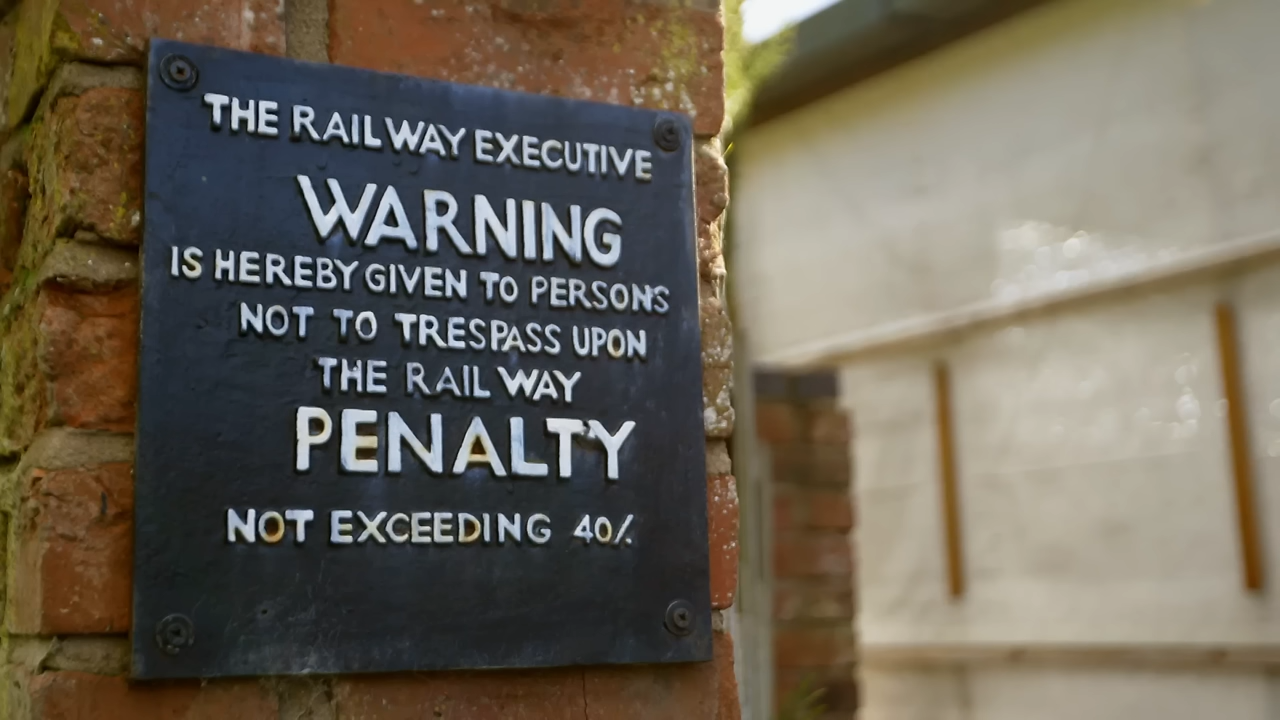 THE RAILWAY EXECUTIVE
WARNING
IS HEREBY GIVEN TO PERSONS
NOT TO TRESPASS UPON
THE RAILWAY
PENALTY
NOT EXCEEDING 40/.